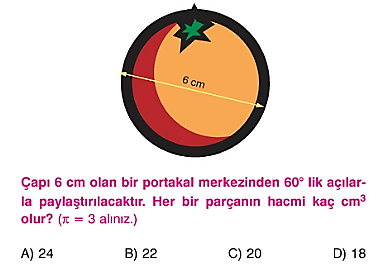 6 cm
Çapı 6 cm olan bir portakal merkezinden 60° lik açılar-
la paylaştırılacaktır. Her bir parçanın hacmi kaç cm³
olur? (π = 3 alınız.)
A) 24 B) 22 C) 20 D) 18